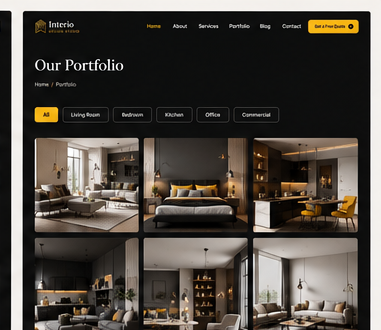 Interio
DESIGN STUDIO
Home About Services Portfolio Blog Contact Get a Free Quote
Our Portfolio
Home / Portfolio
All Living Room Bedroom Kitchen Office Commercial